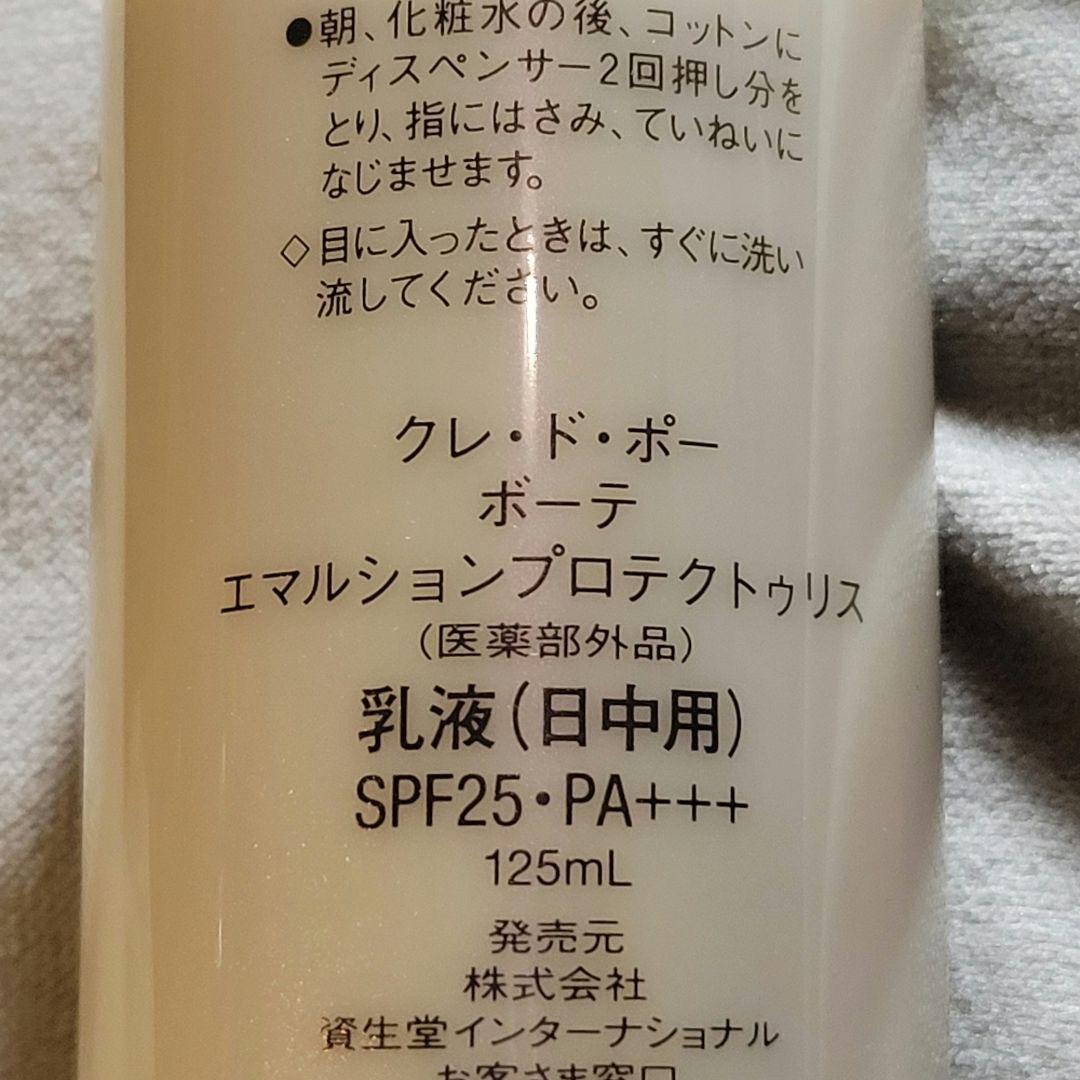 ●朝、化粧水の後、コットンに
ディスペンサー2回押し分を
とり、指にはさみ、ていねいに
なじませます。
◇目に入ったときは、すぐに洗い
流してください。
クレ・ド・ポー
ボーテ
エマルションプロテクトゥリス
（医薬部外品）
乳液（日中用）
SPF25・PA+++
125mL
発売元
株式会社
資生堂インターナショナル
お客さま窓口